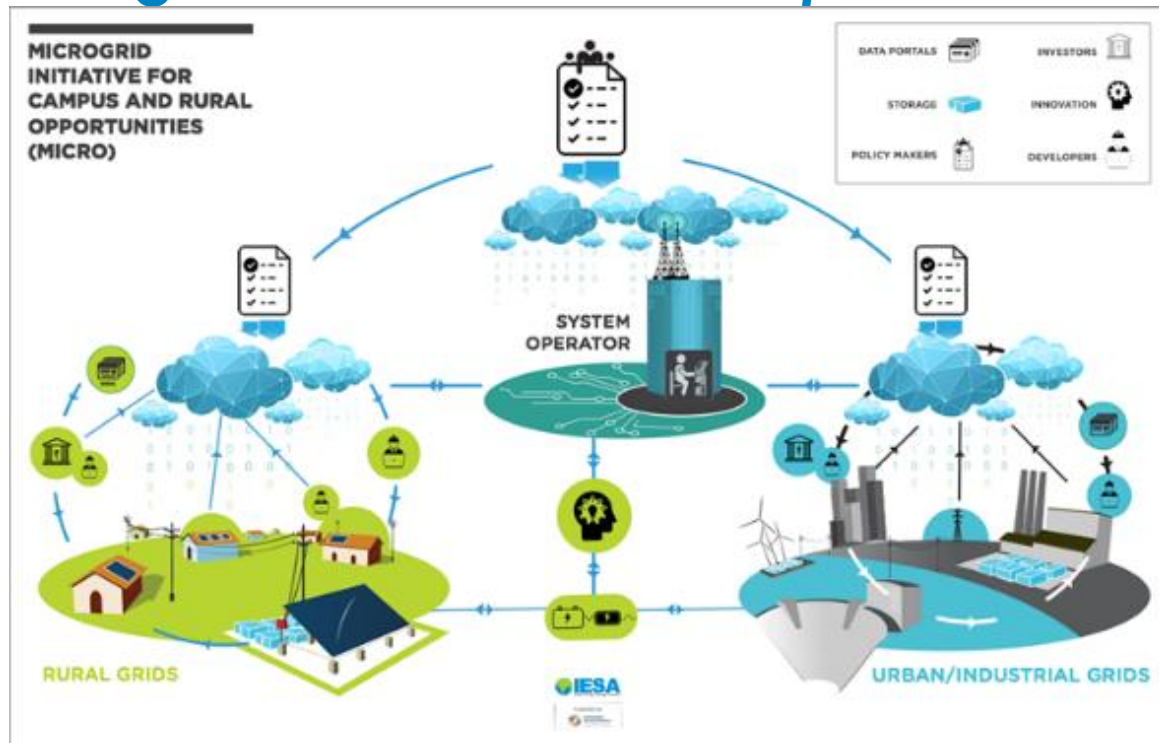 MICROGRID
INITIATIVE FOR
CAMPUS AND RURAL
OPPORTUNITIES
(MICRO)
DATA PORTALS
INVESTORS
STORAGE
INNOVATION
POLICY MAKERS
DEVELOPERS
SYSTEM
OPERATOR
RURAL GRIDS
URBAN/INDUSTRIAL GRIDS
IESA